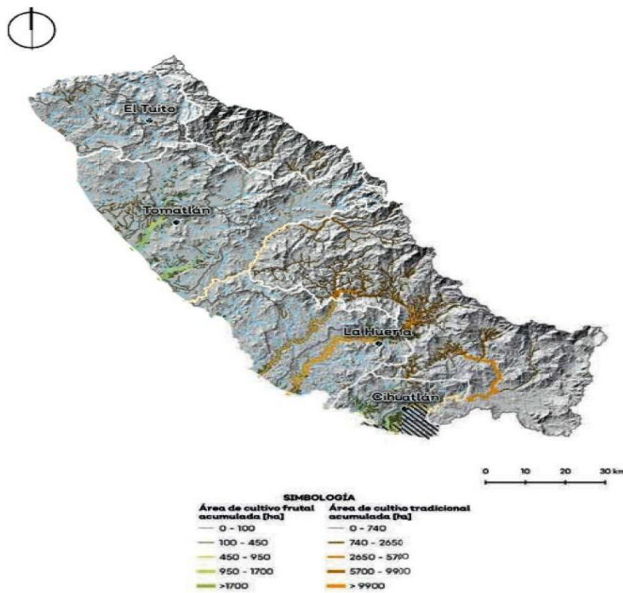 El Tuito
Tomatlán
La Huerta
Cihuatlán
0 10 20 30 km
SIMBOLOGÍA
Área de cultivo frutal acumulada [ha]
0 - 100
100 - 450
450 - 950
950 - 1700
>1700
Área de cultivo tradicional acumulada [ha]
0 - 740
740 - 2650
2650 - 5700
5700 - 9900
> 9900